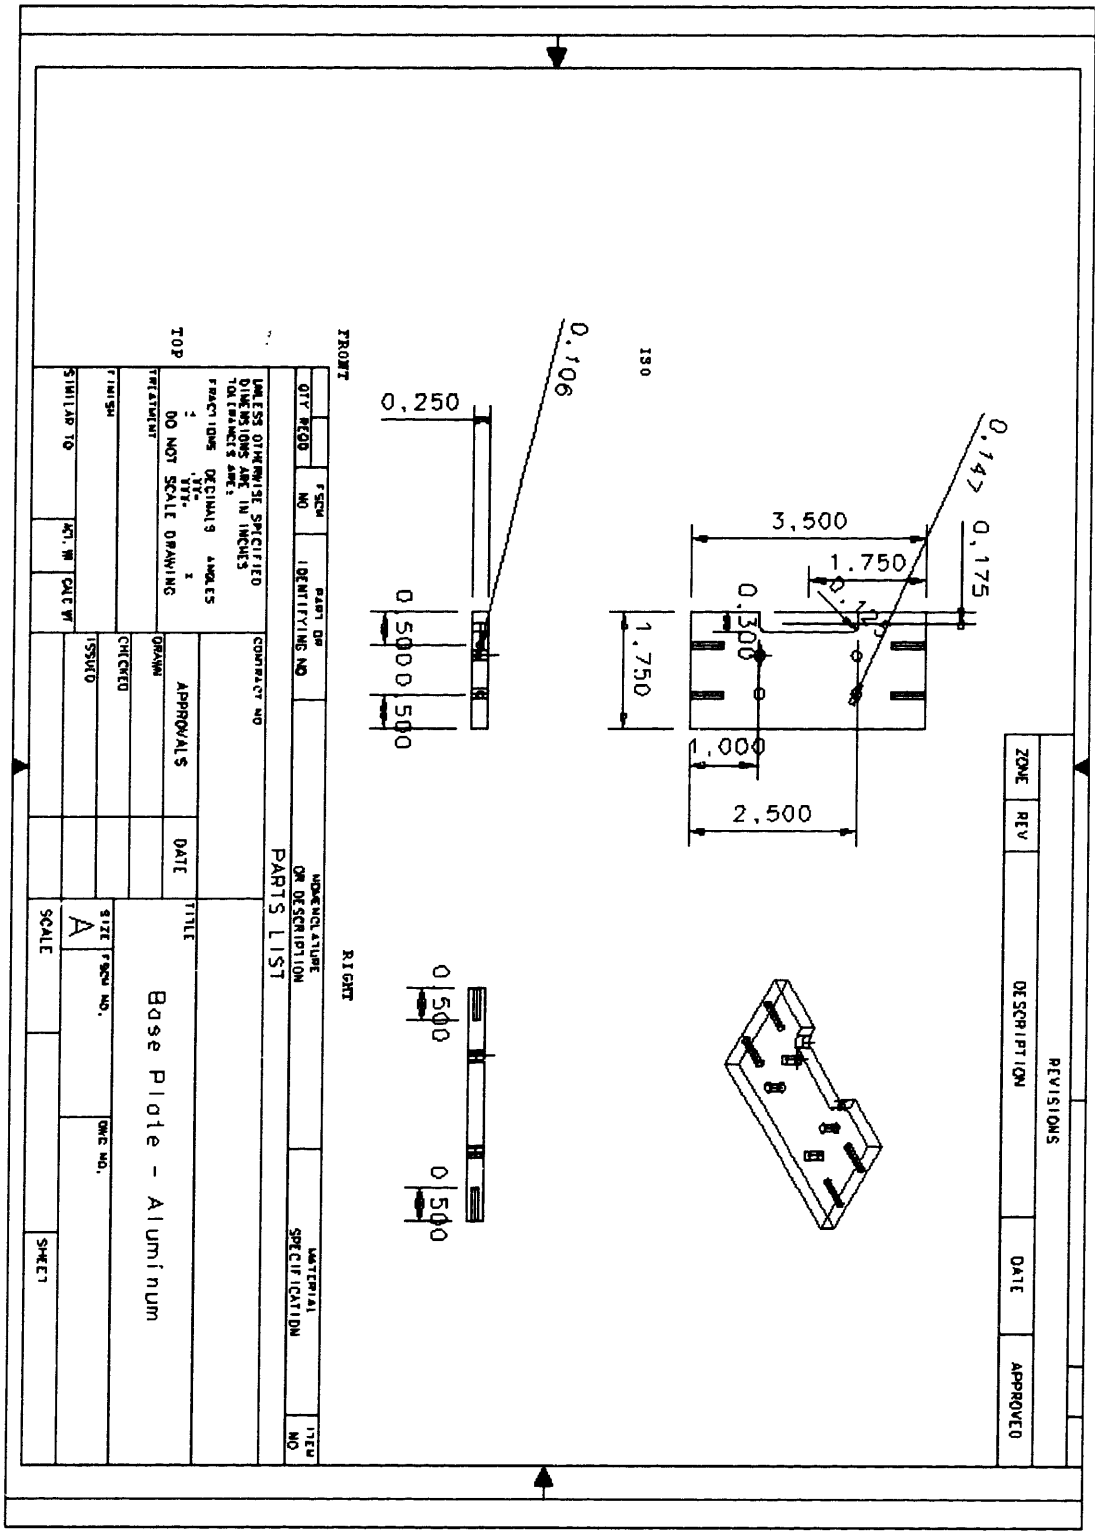 REVISIONS
ZONE REV DESCRIPTION DATE APPROVED
0.147
0.175
3.500
1.750
0.300
1.750
1.000
2.500
ISO
0.106
0.250
0.500
0.500
0.500
0.500
FRONT
RIGHT
TOP
QTY REQD
FSCM NO
PART OR IDENTIFYING NO
NOMENCLATURE OR DESCRIPTION
MATERIAL SPECIFICATION
ITEM NO
PARTS LIST
UNLESS OTHERWISE SPECIFIED
DIMENSIONS ARE IN INCHES
TOLERANCES ARE:
FRACTIONS DECIMALS ANGLES
DO NOT SCALE DRAWING
TREATMENT
FINISH
SIMILAR TO
ACT. WT
CALC WT
CONTRACT NO
APPROVALS DATE
DRAWN
CHECKED
ISSUED
TITLE
Base Plate - Aluminum
SIZE
A
FSCM NO.
DWG NO.
SCALE
SHEET